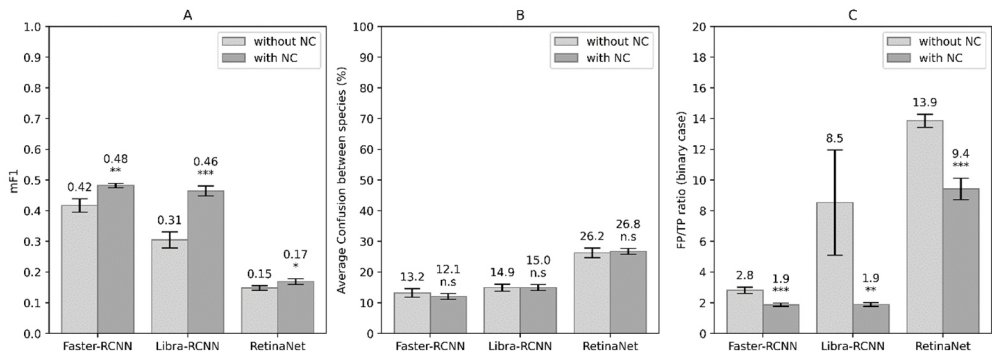 A
mF1
1.0
0.9
0.8
0.7
0.6
0.5
0.4
0.3
0.2
0.1
0.0
without NC
with NC
0.42
0.48
**
0.31
0.46
***
0.15
0.17
*
Faster-RCNN
Libra-RCNN
RetinaNet
B
Average Confusion between species (%)
100
90
80
70
60
50
40
30
20
10
0
without NC
with NC
13.2
12.1
n.s
14.9
15.0
n.s
26.2
26.8
n.s
Faster-RCNN
Libra-RCNN
RetinaNet
C
FP/TP ratio (binary case)
20
18
16
14
12
10
8
6
4
2
0
without NC
with NC
2.8
1.9
***
8.5
1.9
**
13.9
9.4
***
Faster-RCNN
Libra-RCNN
RetinaNet